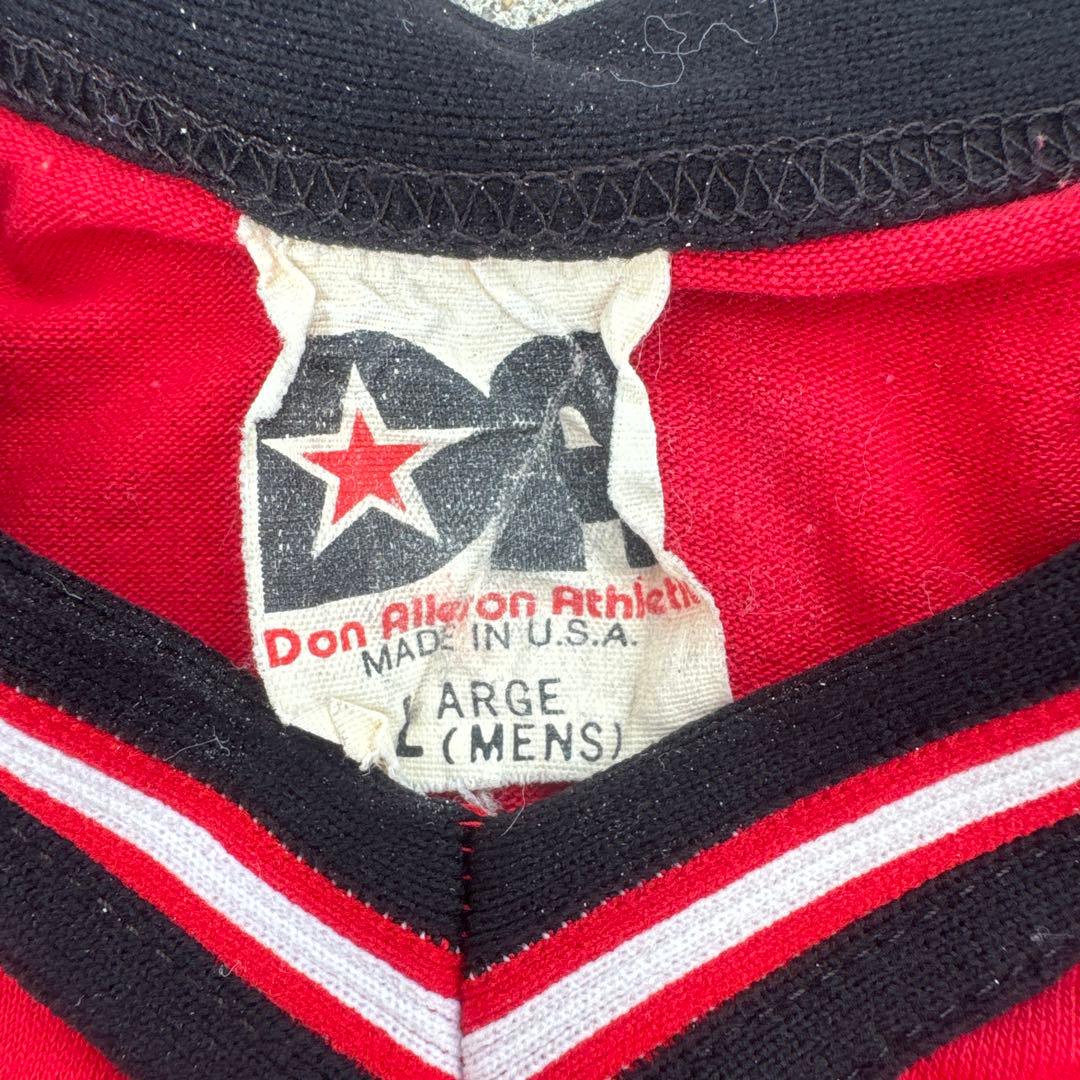 DA
Don Alleson Athletic
MADE IN U.S.A.
LARGE
(MENS)